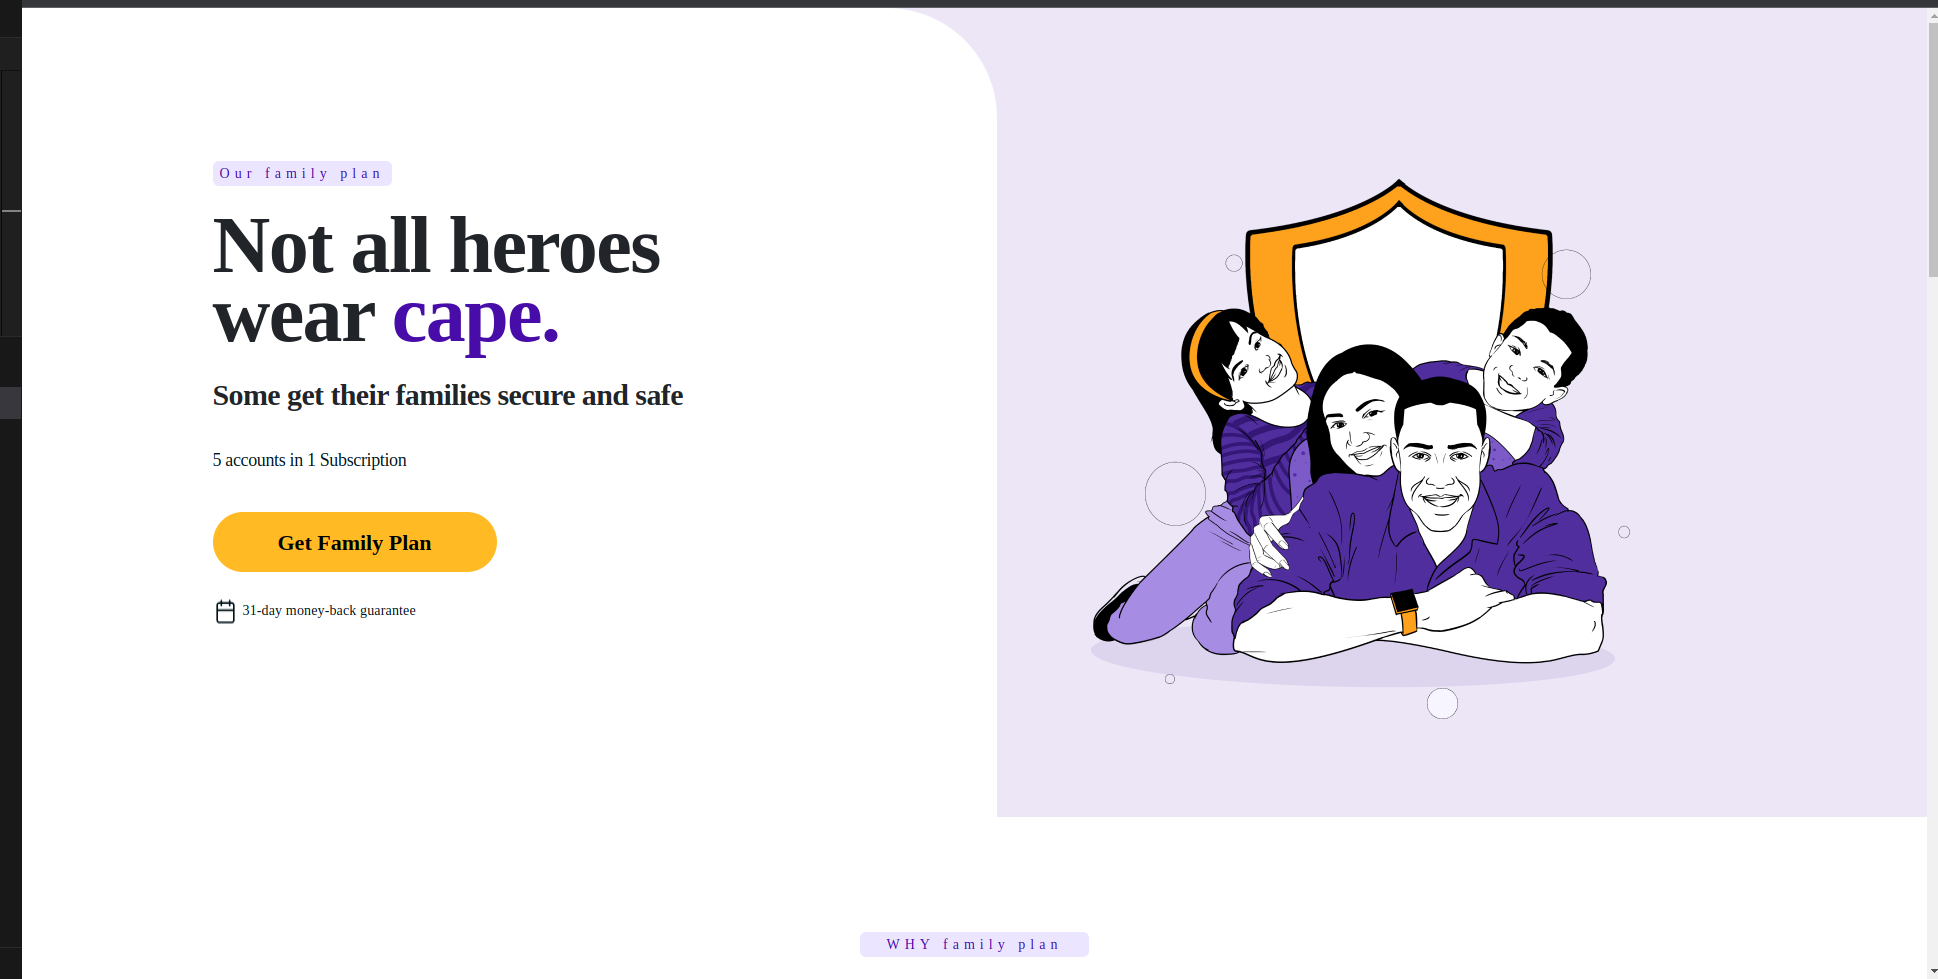 Our family plan
Not all heroes
wear cape.
Some get their families secure and safe
5 accounts in 1 Subscription
Get Family Plan
31-day money-back guarantee
WHY family plan